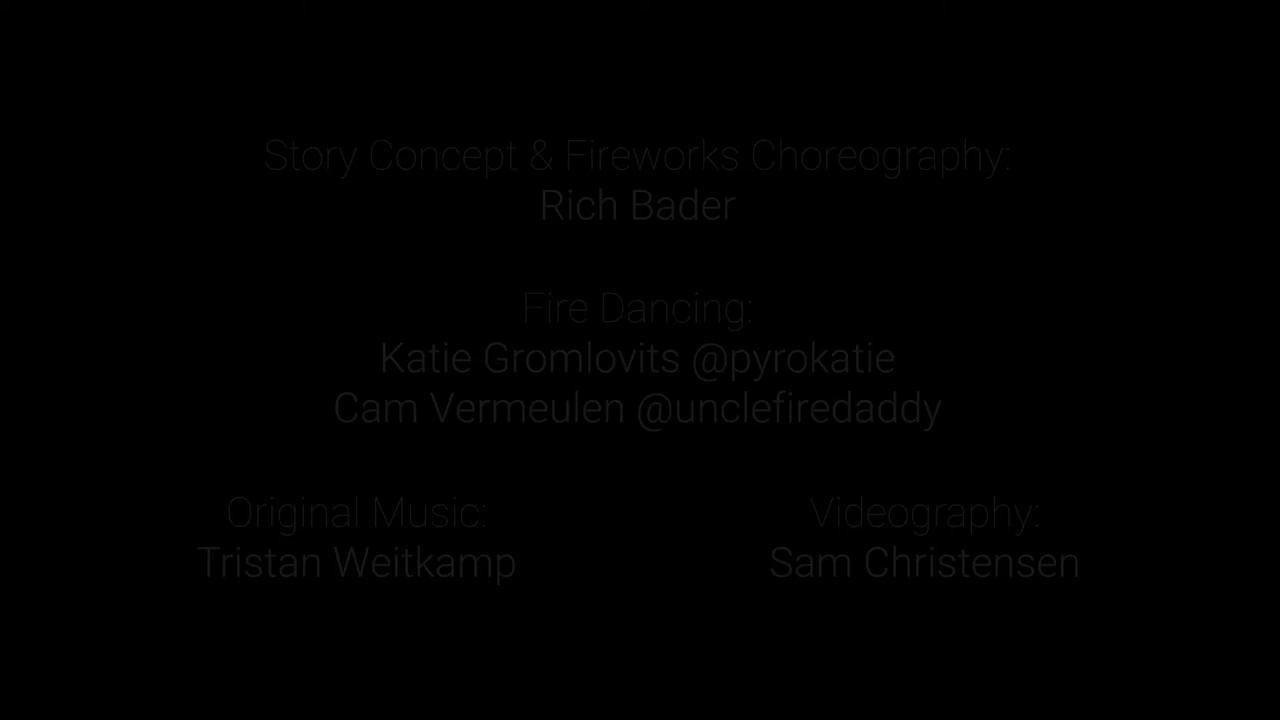 Story Concept & Fireworks Choreography:
Rich Bader
Fire Dancing:
Katie Gromlovits @pyrokatie
Cam Vermeulen @unclefiredaddy
Original Music:
Tristan Weitkamp
Videography:
Sam Christensen